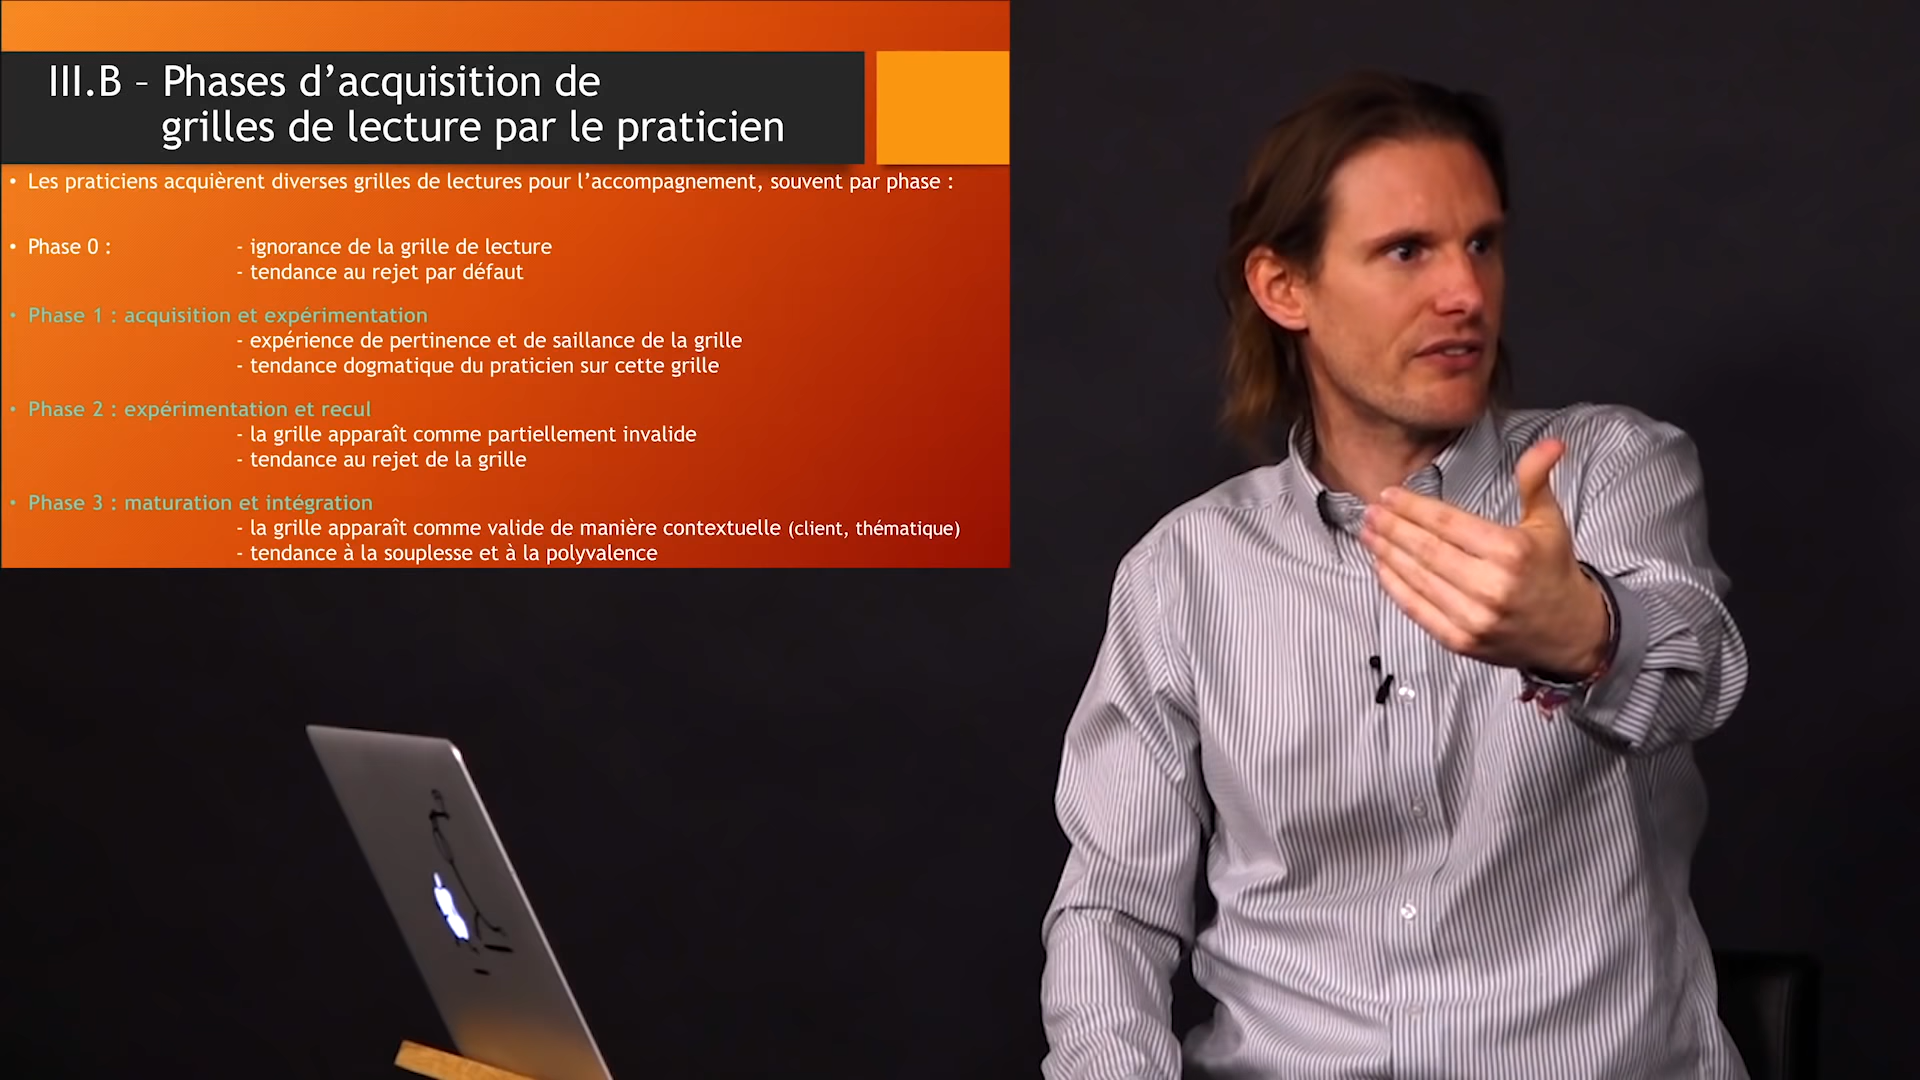 III.B – Phases d’acquisition de
grilles de lecture par le praticien
• Les praticiens acquièrent diverses grilles de lectures pour l’accompagnement, souvent par phase :
• Phase 0 : - ignorance de la grille de lecture
- tendance au rejet par défaut
• Phase 1 : acquisition et expérimentation
- expérience de pertinence et de saillance de la grille
- tendance dogmatique du praticien sur cette grille
• Phase 2 : expérimentation et recul
- la grille apparaît comme partiellement invalide
- tendance au rejet de la grille
• Phase 3 : maturation et intégration
- la grille apparaît comme valide de manière contextuelle (client, thématique)
- tendance à la souplesse et à la polyvalence